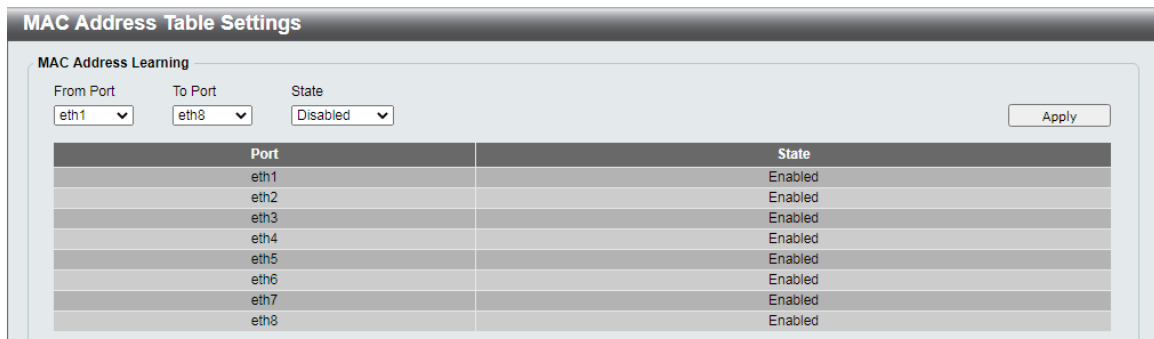 MAC Address Table Settings
MAC Address Learning
From Port To Port State
eth1 eth8 Disabled Apply
Port State
eth1 Enabled
eth2 Enabled
eth3 Enabled
eth4 Enabled
eth5 Enabled
eth6 Enabled
eth7 Enabled
eth8 Enabled